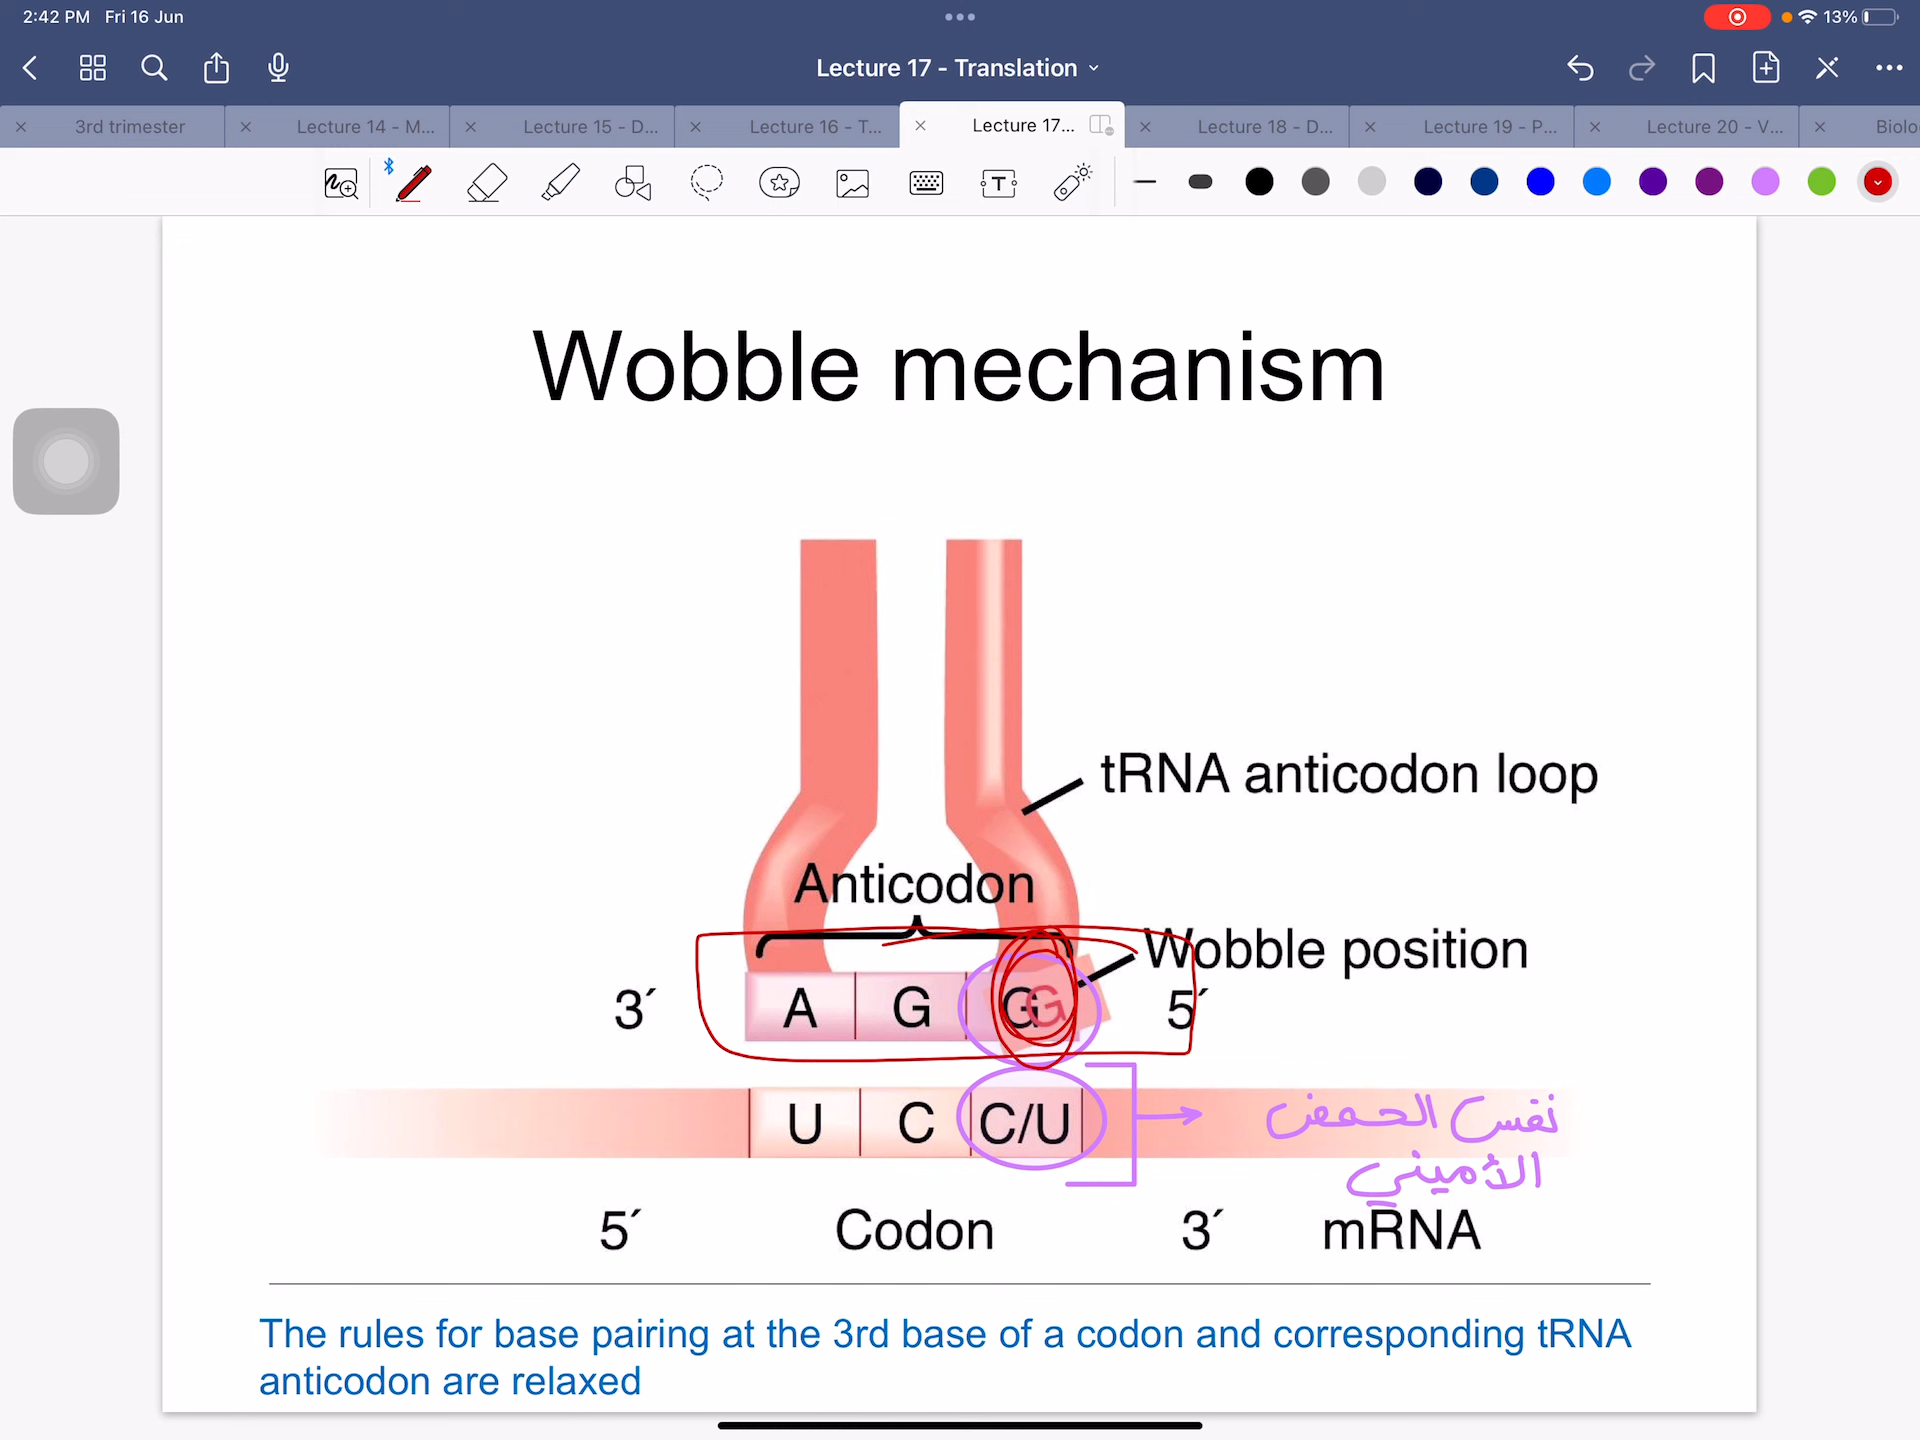 2:42 PM Fri 16 Jun
13%
Lecture 17 - Translation
3rd trimester
Lecture 14 - M...
Lecture 15 - D...
Lecture 16 - T...
Lecture 17...
Lecture 18 - D...
Lecture 19 - P...
Lecture 20 - V...
Biolo
T
Wobble mechanism
tRNA anticodon loop
Anticodon
Wobble position
3´ A G G G 5´
U C C/U
نفس الحمض
الأميني
5´ Codon 3´ mRNA
The rules for base pairing at the 3rd base of a codon and corresponding tRNA
anticodon are relaxed